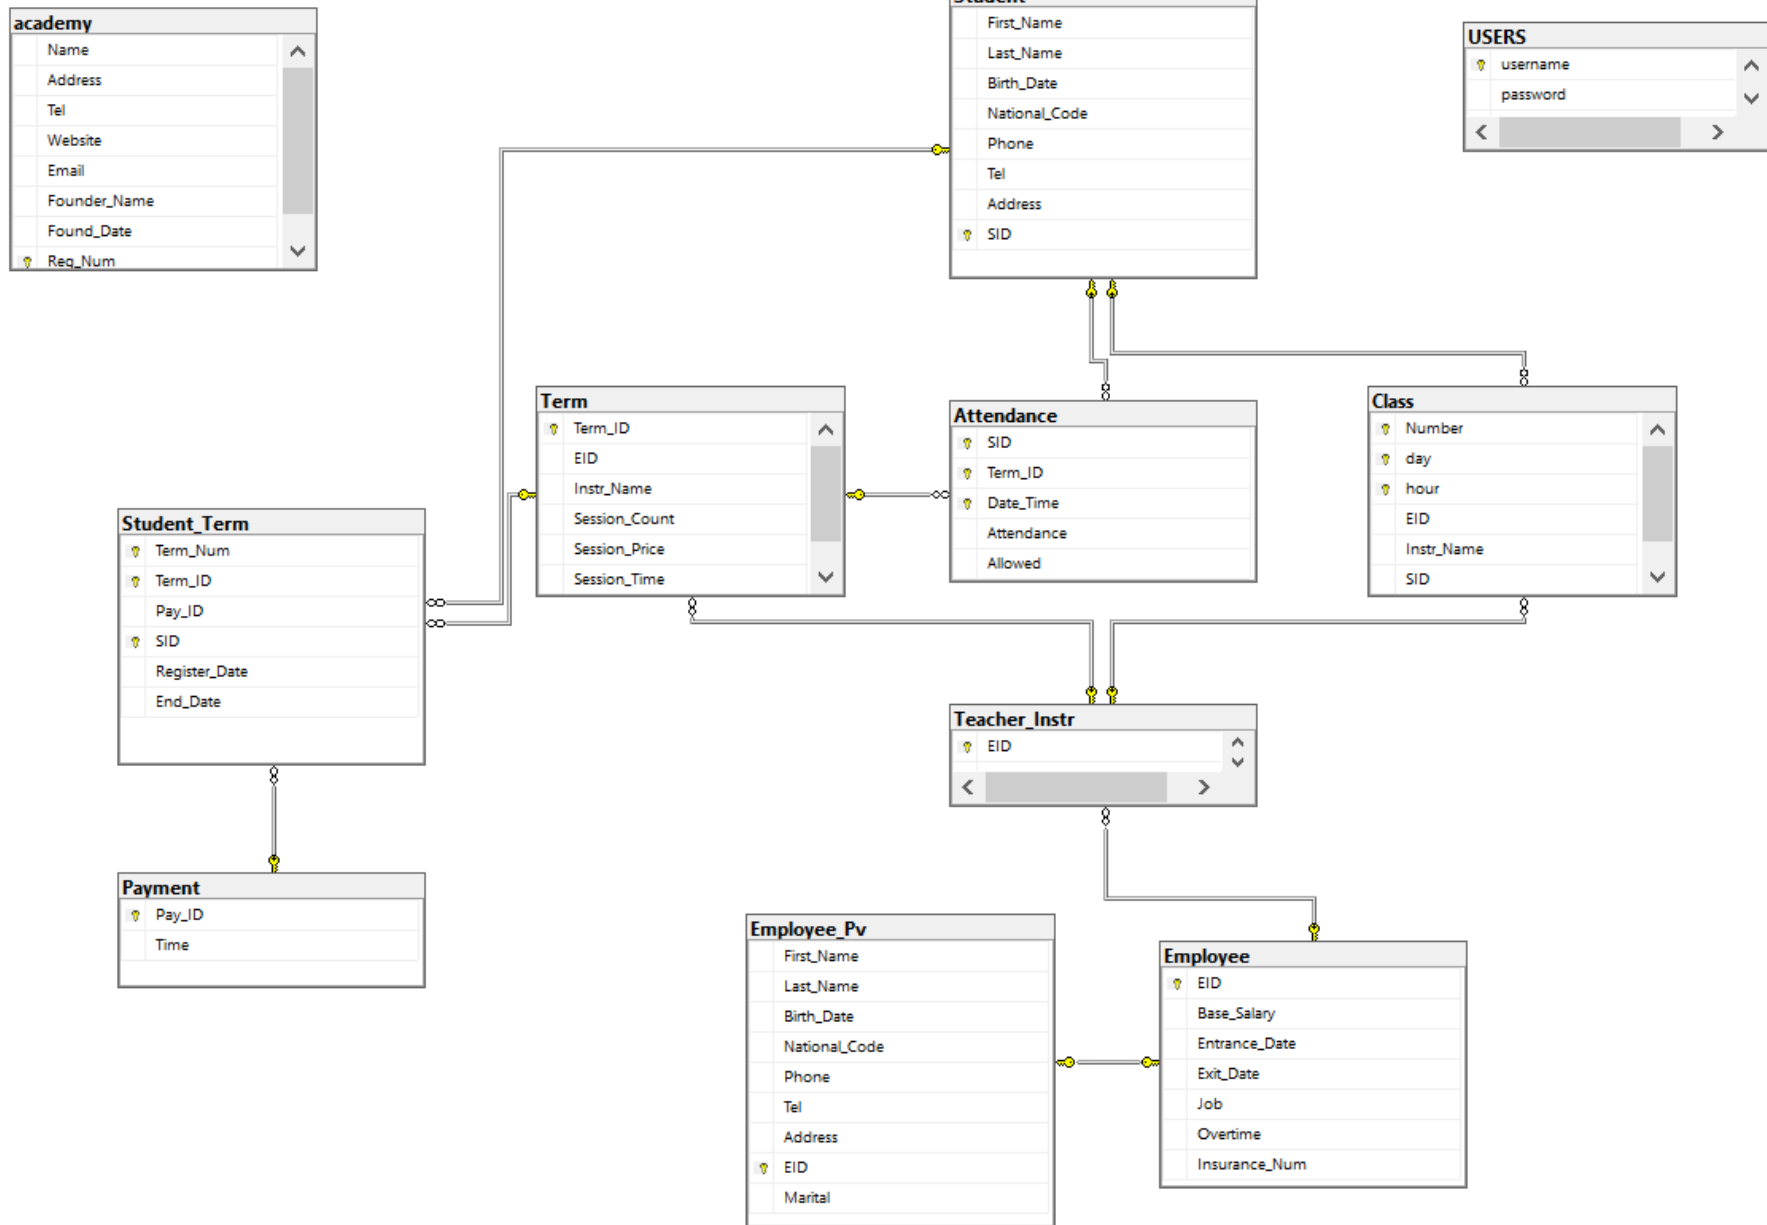 academy
Name
Address
Tel
Website
Email
Founder_Name
Found_Date
Reg_Num
Student
First_Name
Last_Name
Birth_Date
National_Code
Phone
Tel
Address
SID
USERS
username
password
Term
Term_ID
EID
Instr_Name
Session_Count
Session_Price
Session_Time
Attendance
SID
Term_ID
Date_Time
Attendance
Allowed
Class
Number
day
hour
EID
Instr_Name
SID
Student_Term
Term_Num
Term_ID
Pay_ID
SID
Register_Date
End_Date
Teacher_Instr
EID
Payment
Pay_ID
Time
Employee_Pv
First_Name
Last_Name
Birth_Date
National_Code
Phone
Tel
Address
EID
Marital
Employee
EID
Base_Salary
Entrance_Date
Exit_Date
Job
Overtime
Insurance_Num